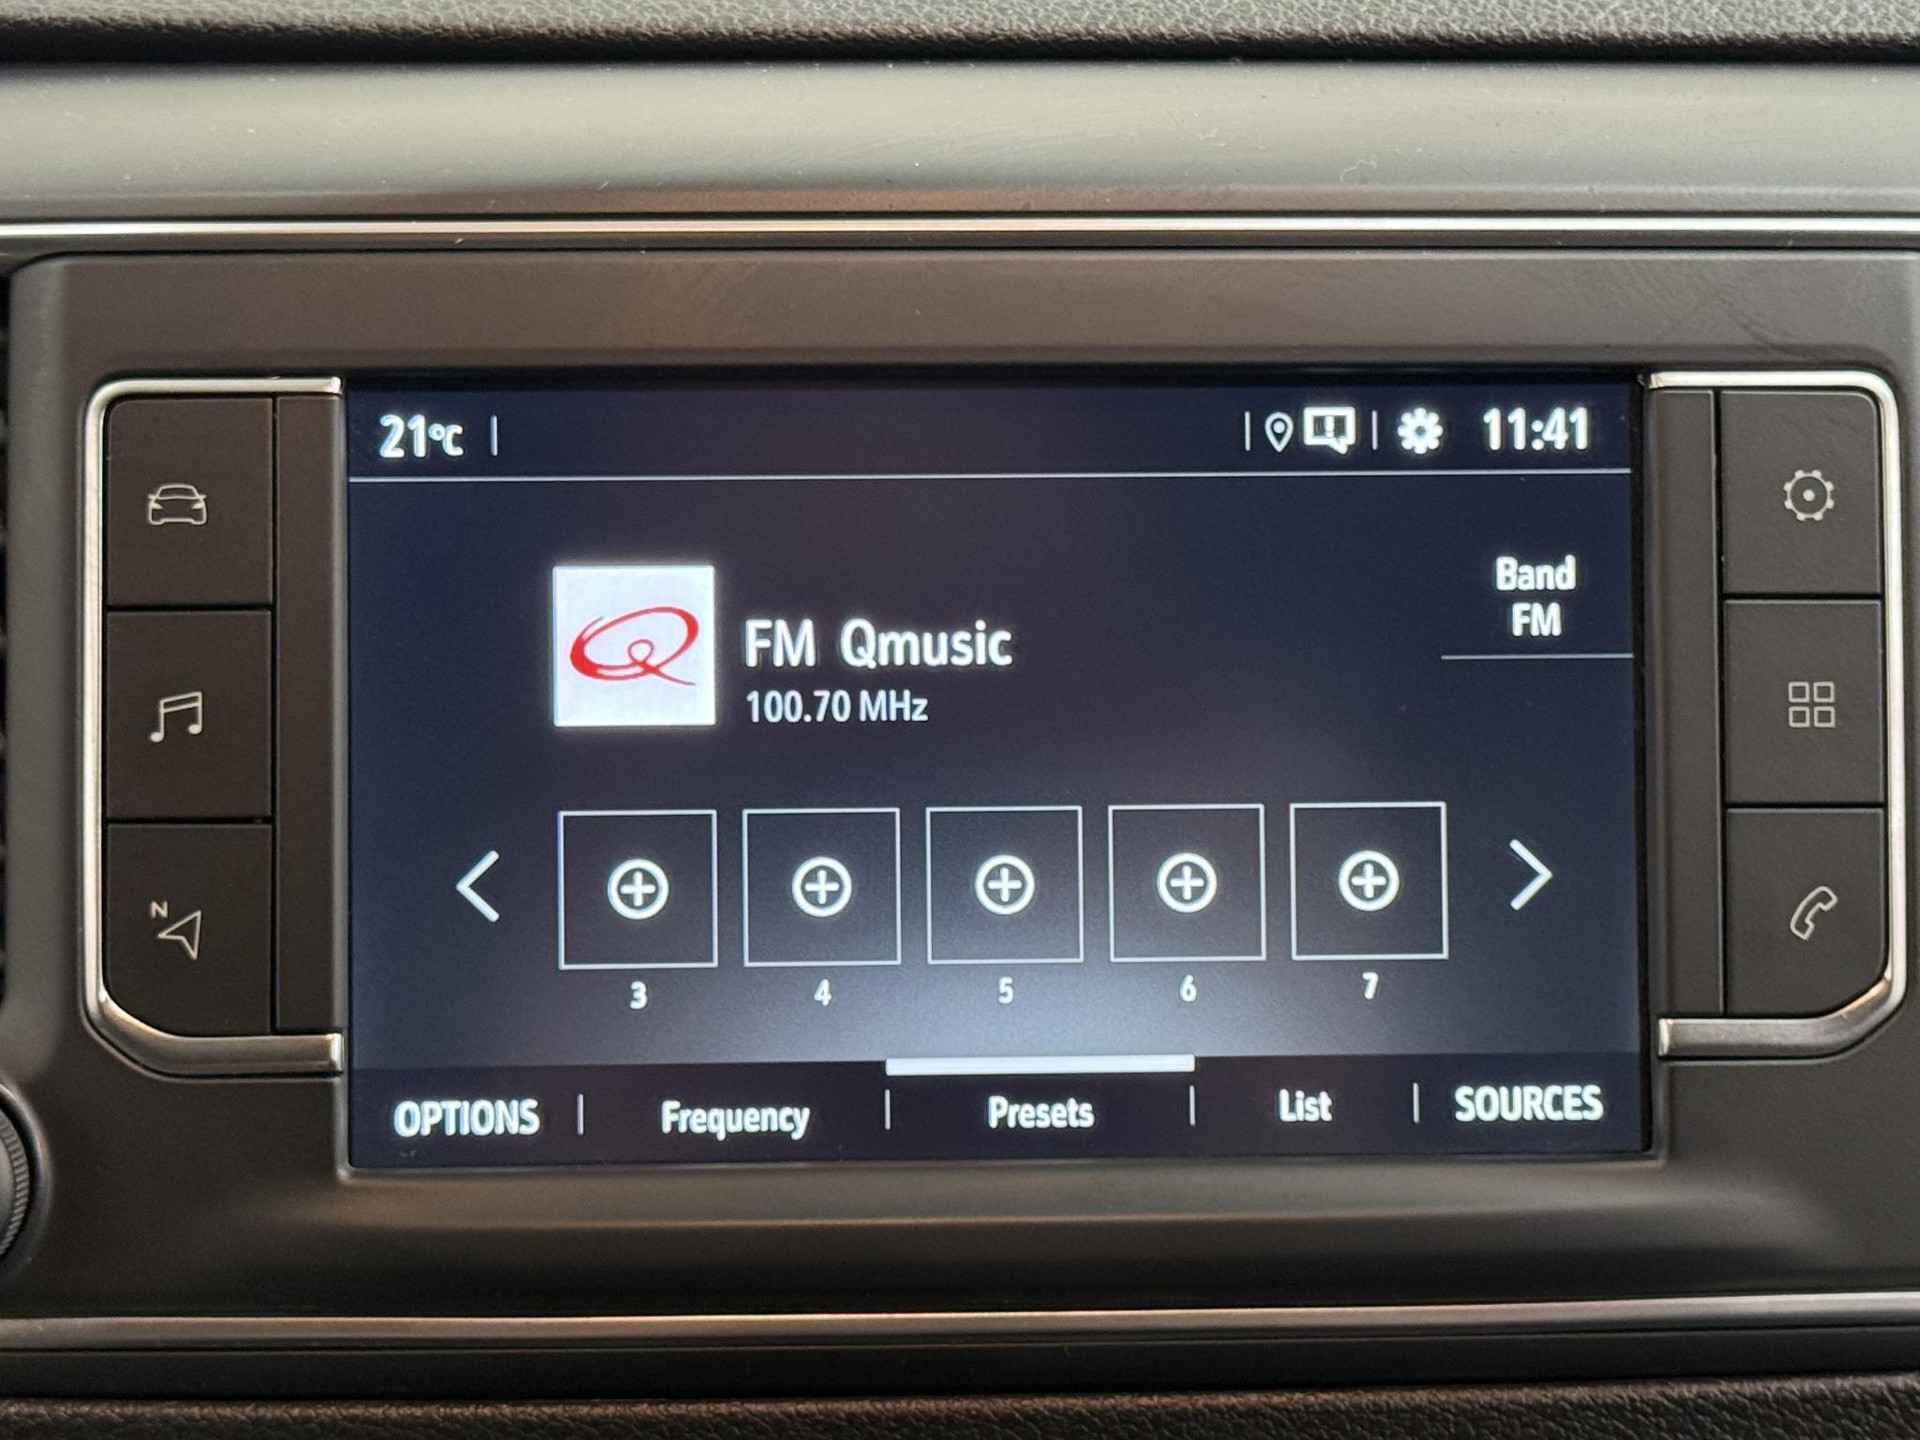 21°C | | | 11:41
Band
FM
FM Qmusic
100.70 MHz
N
3 4 5 6 7
OPTIONS | Frequency | Presets | List | SOURCES